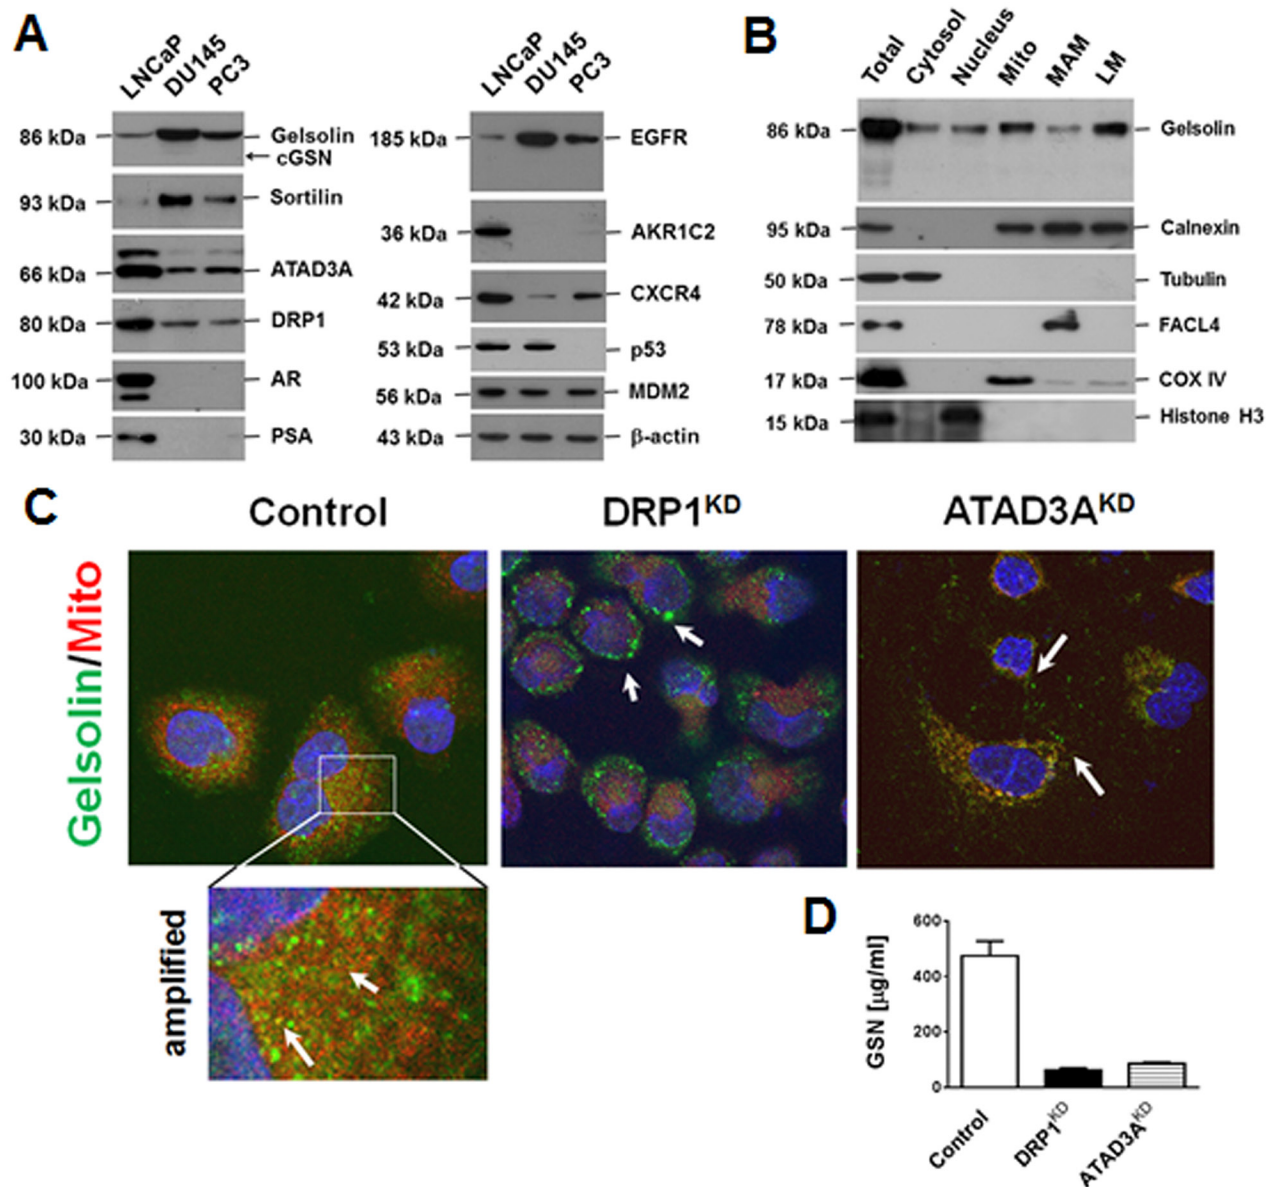 A
LNCaP DU145 PC3
86 kDa Gelsolin
cGSN
93 kDa Sortilin
66 kDa ATAD3A
80 kDa DRP1
100 kDa AR
30 kDa PSA
LNCaP DU145 PC3
185 kDa EGFR
36 kDa AKR1C2
42 kDa CXCR4
53 kDa p53
56 kDa MDM2
43 kDa β-actin
B
Total Cytosol Nucleus Mito MAM LM
86 kDa Gelsolin
95 kDa Calnexin
50 kDa Tubulin
78 kDa FACL4
17 kDa COX IV
15 kDa Histone H3
C
Control DRP1KD ATAD3AKD
Gelsolin/Mito
amplified
D
GSN [µg/ml]
600
400
200
0
Control DRP1KD ATAD3AKD